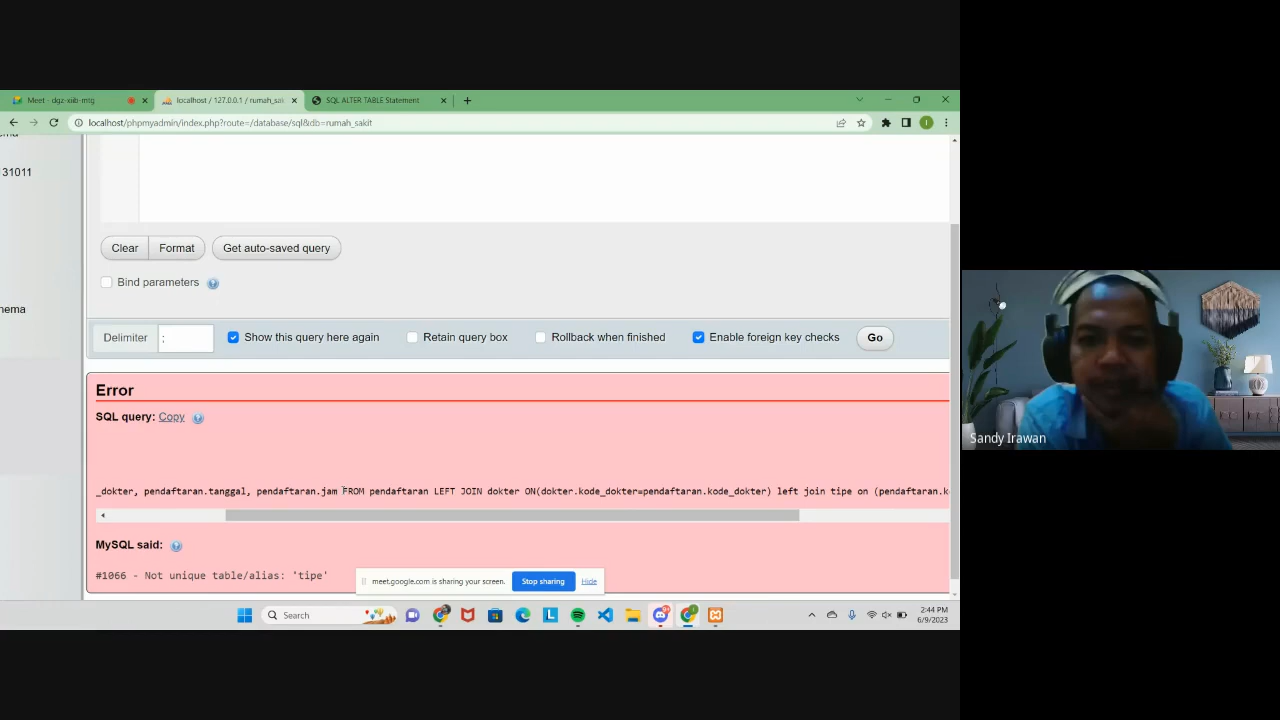 Meet - dgz-xiib-mtg
localhost / 127.0.0.1 / rumah_sak
SQL ALTER TABLE Statement
localhost/phpmyadmin/index.php?route=/database/sql&db=rumah_sakit
31011
nema
Clear
Format
Get auto-saved query
Bind parameters
Delimiter
;
Show this query here again
Retain query box
Rollback when finished
Enable foreign key checks
Go
Error
SQL query: Copy
_dokter, pendaftaran.tanggal, pendaftaran.jam FROM pendaftaran LEFT JOIN dokter ON(dokter.kode_dokter=pendaftaran.kode_dokter) left join tipe on (pendaftaran.k
MySQL said:
#1066 - Not unique table/alias: 'tipe'
meet.google.com is sharing your screen.
Stop sharing
Hide
Search
2:44 PM
6/9/2023
Sandy Irawan